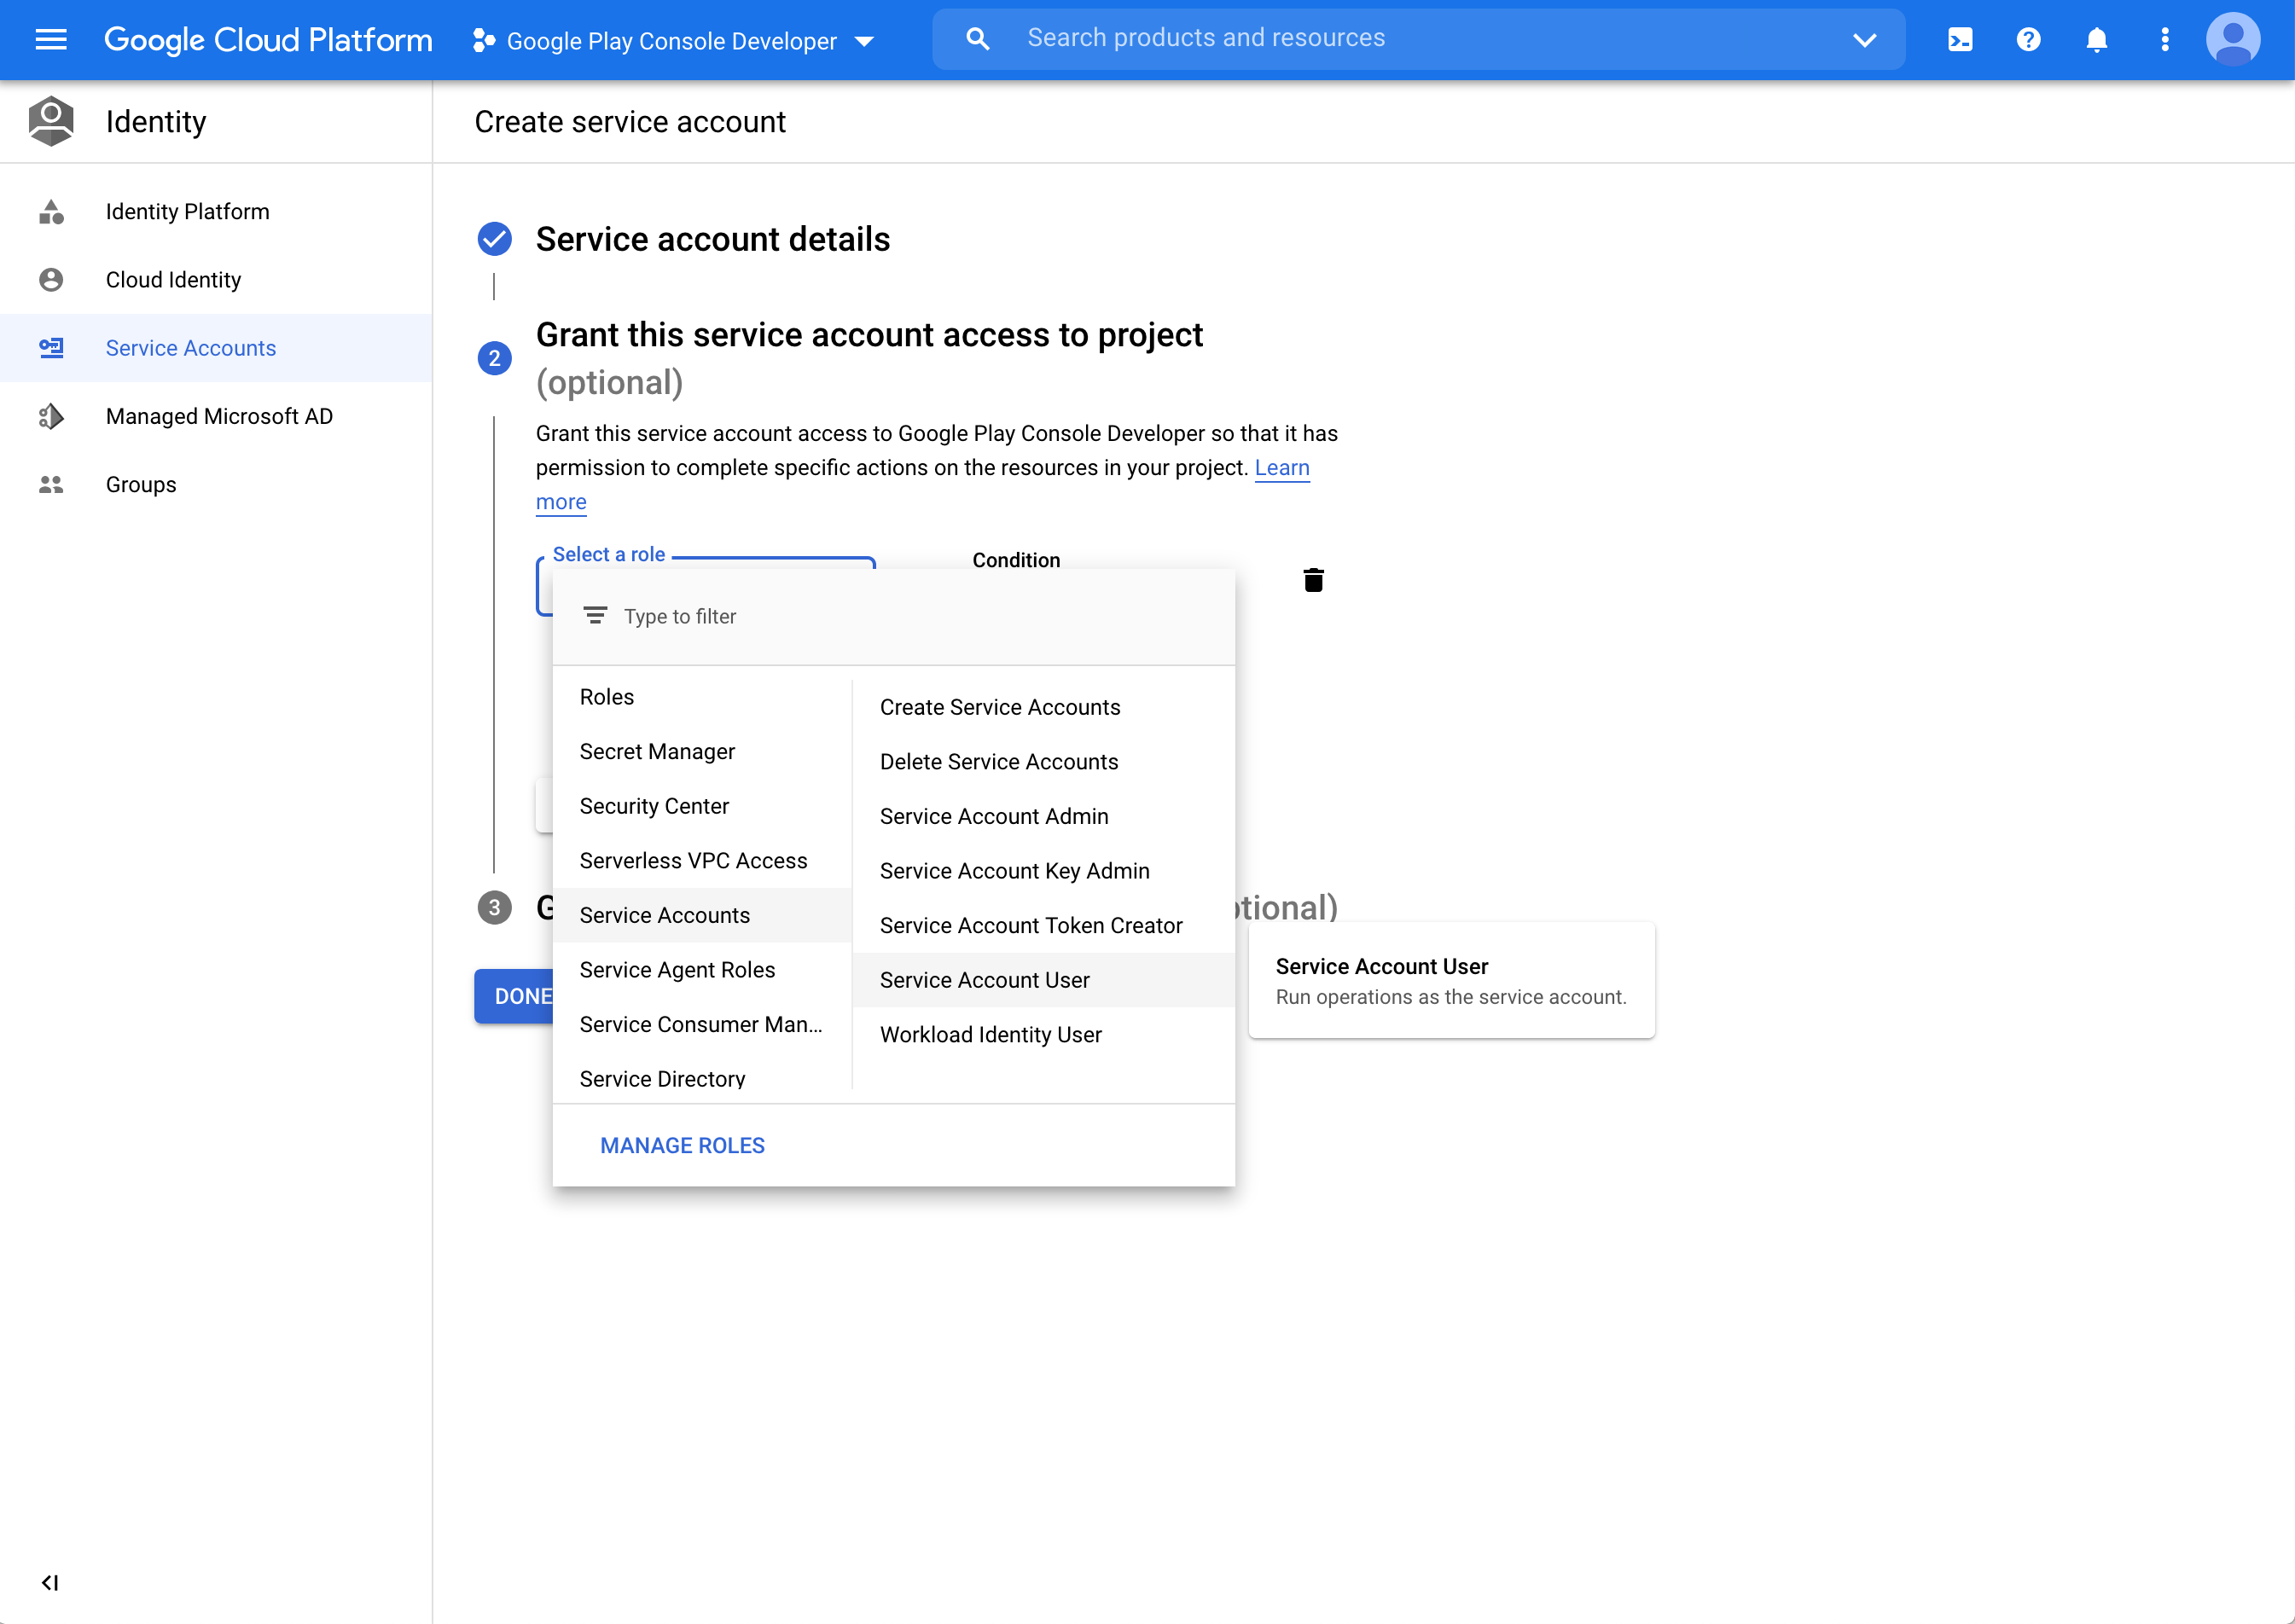 Google Cloud Platform
Google Play Console Developer
Search products and resources
Identity
Create service account
Identity Platform
Cloud Identity
Service Accounts
Managed Microsoft AD
Groups
Service account details
2
Grant this service account access to project
(optional)
Grant this service account access to Google Play Console Developer so that it has
permission to complete specific actions on the resources in your project. Learn
more
Select a role
Condition
Type to filter
Roles
Secret Manager
Security Center
Serverless VPC Access
Service Accounts
Service Agent Roles
Service Consumer Man...
Service Directory
Create Service Accounts
Delete Service Accounts
Service Account Admin
Service Account Key Admin
Service Account Token Creator
Service Account User
Workload Identity User
MANAGE ROLES
3
DONE
Service Account User
Run operations as the service account.